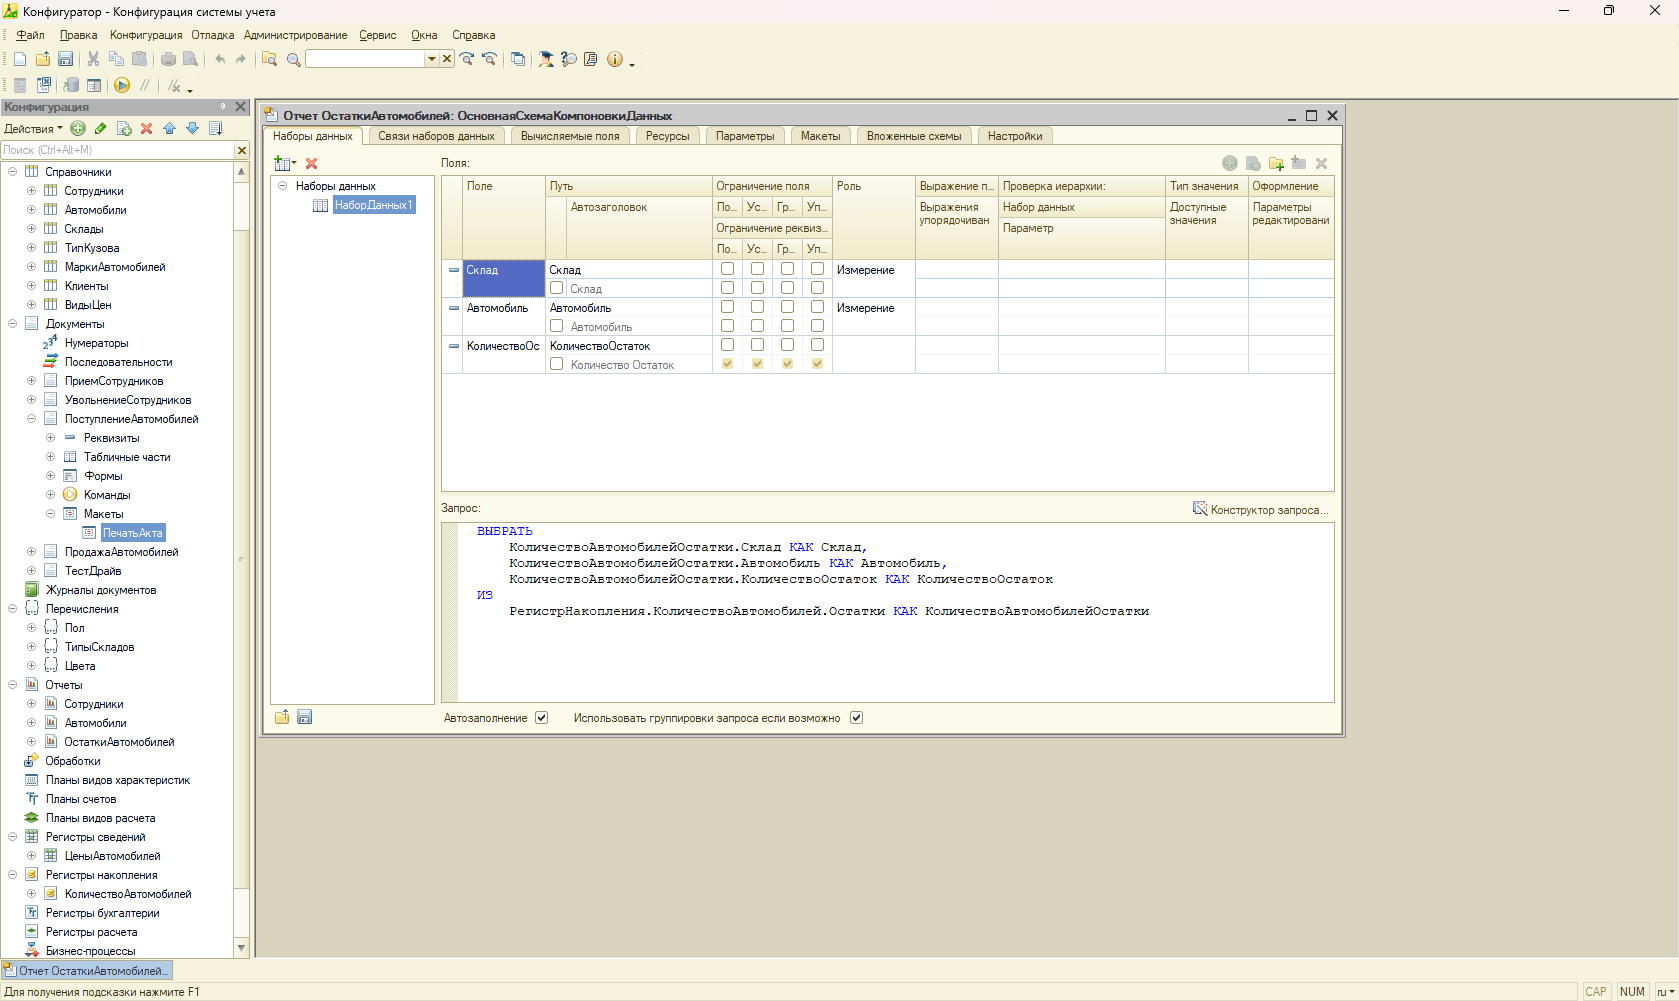 Конфигуратор - Конфигурация системы учета
Файл Правка Конфигурация Отладка Администрирование Сервис Окна Справка
Конфигурация
Действия
Поиск (Ctrl+Alt+M)
Справочники
Сотрудники
Автомобили
Склады
ТипКузова
МаркиАвтомобилей
Клиенты
ВидыЦен
Документы
Нумераторы
Последовательности
ПриемСотрудников
УвольнениеСотрудников
ПоступлениеАвтомобилей
Реквизиты
Табличные части
Формы
Команды
Макеты
ПечатьАкта
ПродажаАвтомобилей
ТестДрайв
Журналы документов
Перечисления
Пол
ТипыСкладов
Цвета
Отчеты
Сотрудники
Автомобили
ОстаткиАвтомобилей
Обработки
Планы видов характеристик
Планы счетов
Планы видов расчета
Регистры сведений
ЦеныАвтомобилей
Регистры накопления
КоличествоАвтомобилей
Регистры бухгалтерии
Регистры расчета
Бизнес-процессы
Отчет ОстаткиАвтомобилей: ОсновнаяСхемаКомпоновкиДанных
Наборы данных Связи наборов данных Вычисляемые поля Ресурсы Параметры Макеты Вложенные схемы Настройки
Наборы данных
НаборДанных1
Поля:
Поле Путь Ограничение поля Роль Выражение п... Проверка иерархии: Тип значения Оформление
Автозаголовок По... Ус... Гр... Уп... Выражения упорядочиван Набор данных Доступные значения Параметры редактировани
Ограничение реквиз... Параметр
По... Ус... Гр... Уп...
Склад Склад Измерение
Склад
Автомобиль Автомобиль Измерение
Автомобиль
КоличествоОс КоличествоОстаток
Количество Остаток
Запрос: Конструктор запроса...
ВЫБРАТЬ
КоличествоАвтомобилейОстатки.Склад КАК Склад,
КоличествоАвтомобилейОстатки.Автомобиль КАК Автомобиль,
КоличествоАвтомобилейОстатки.КоличествоОстаток КАК КоличествоОстаток
ИЗ
РегистрНакопления.КоличествоАвтомобилей.Остатки КАК КоличествоАвтомобилейОстатки
Автозаполнение Использовать группировки запроса если возможно
Отчет ОстаткиАвтомобилей...
Для получения подсказки нажмите F1
CAP NUM ru